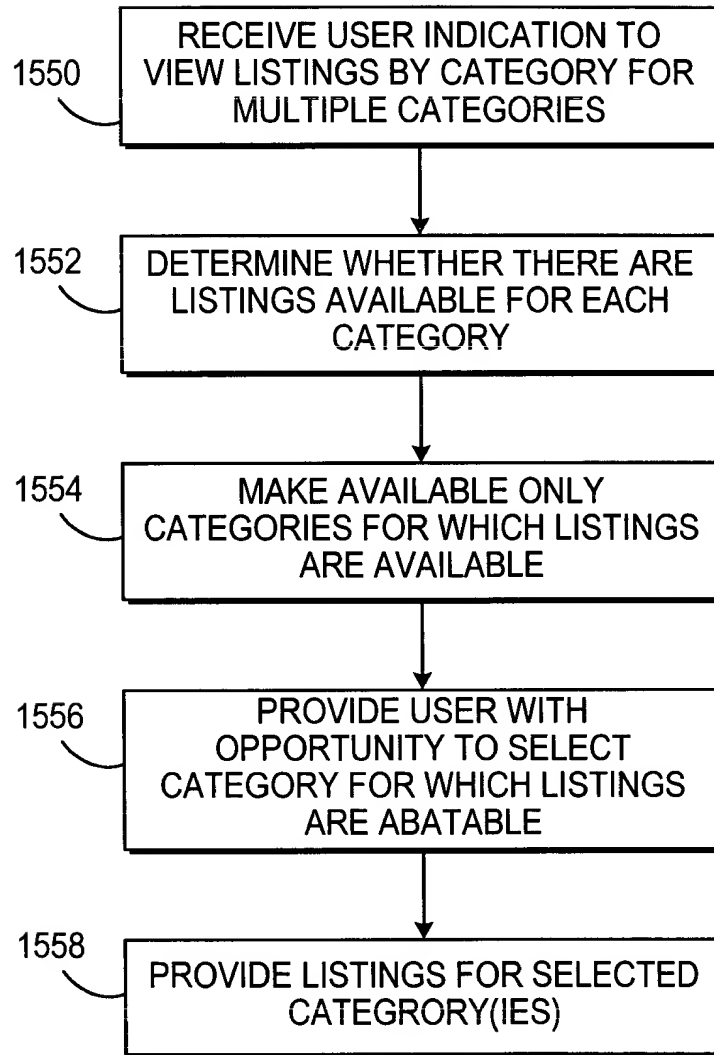 1550
RECEIVE USER INDICATION TO
VIEW LISTINGS BY CATEGORY FOR
MULTIPLE CATEGORIES
1552
DETERMINE WHETHER THERE ARE
LISTINGS AVAILABLE FOR EACH
CATEGORY
1554
MAKE AVAILABLE ONLY
CATEGORIES FOR WHICH LISTINGS
ARE AVAILABLE
1556
PROVIDE USER WITH
OPPORTUNITY TO SELECT
CATEGORY FOR WHICH LISTINGS
ARE ABATABLE
1558
PROVIDE LISTINGS FOR SELECTED
CATEGRORY(IES)